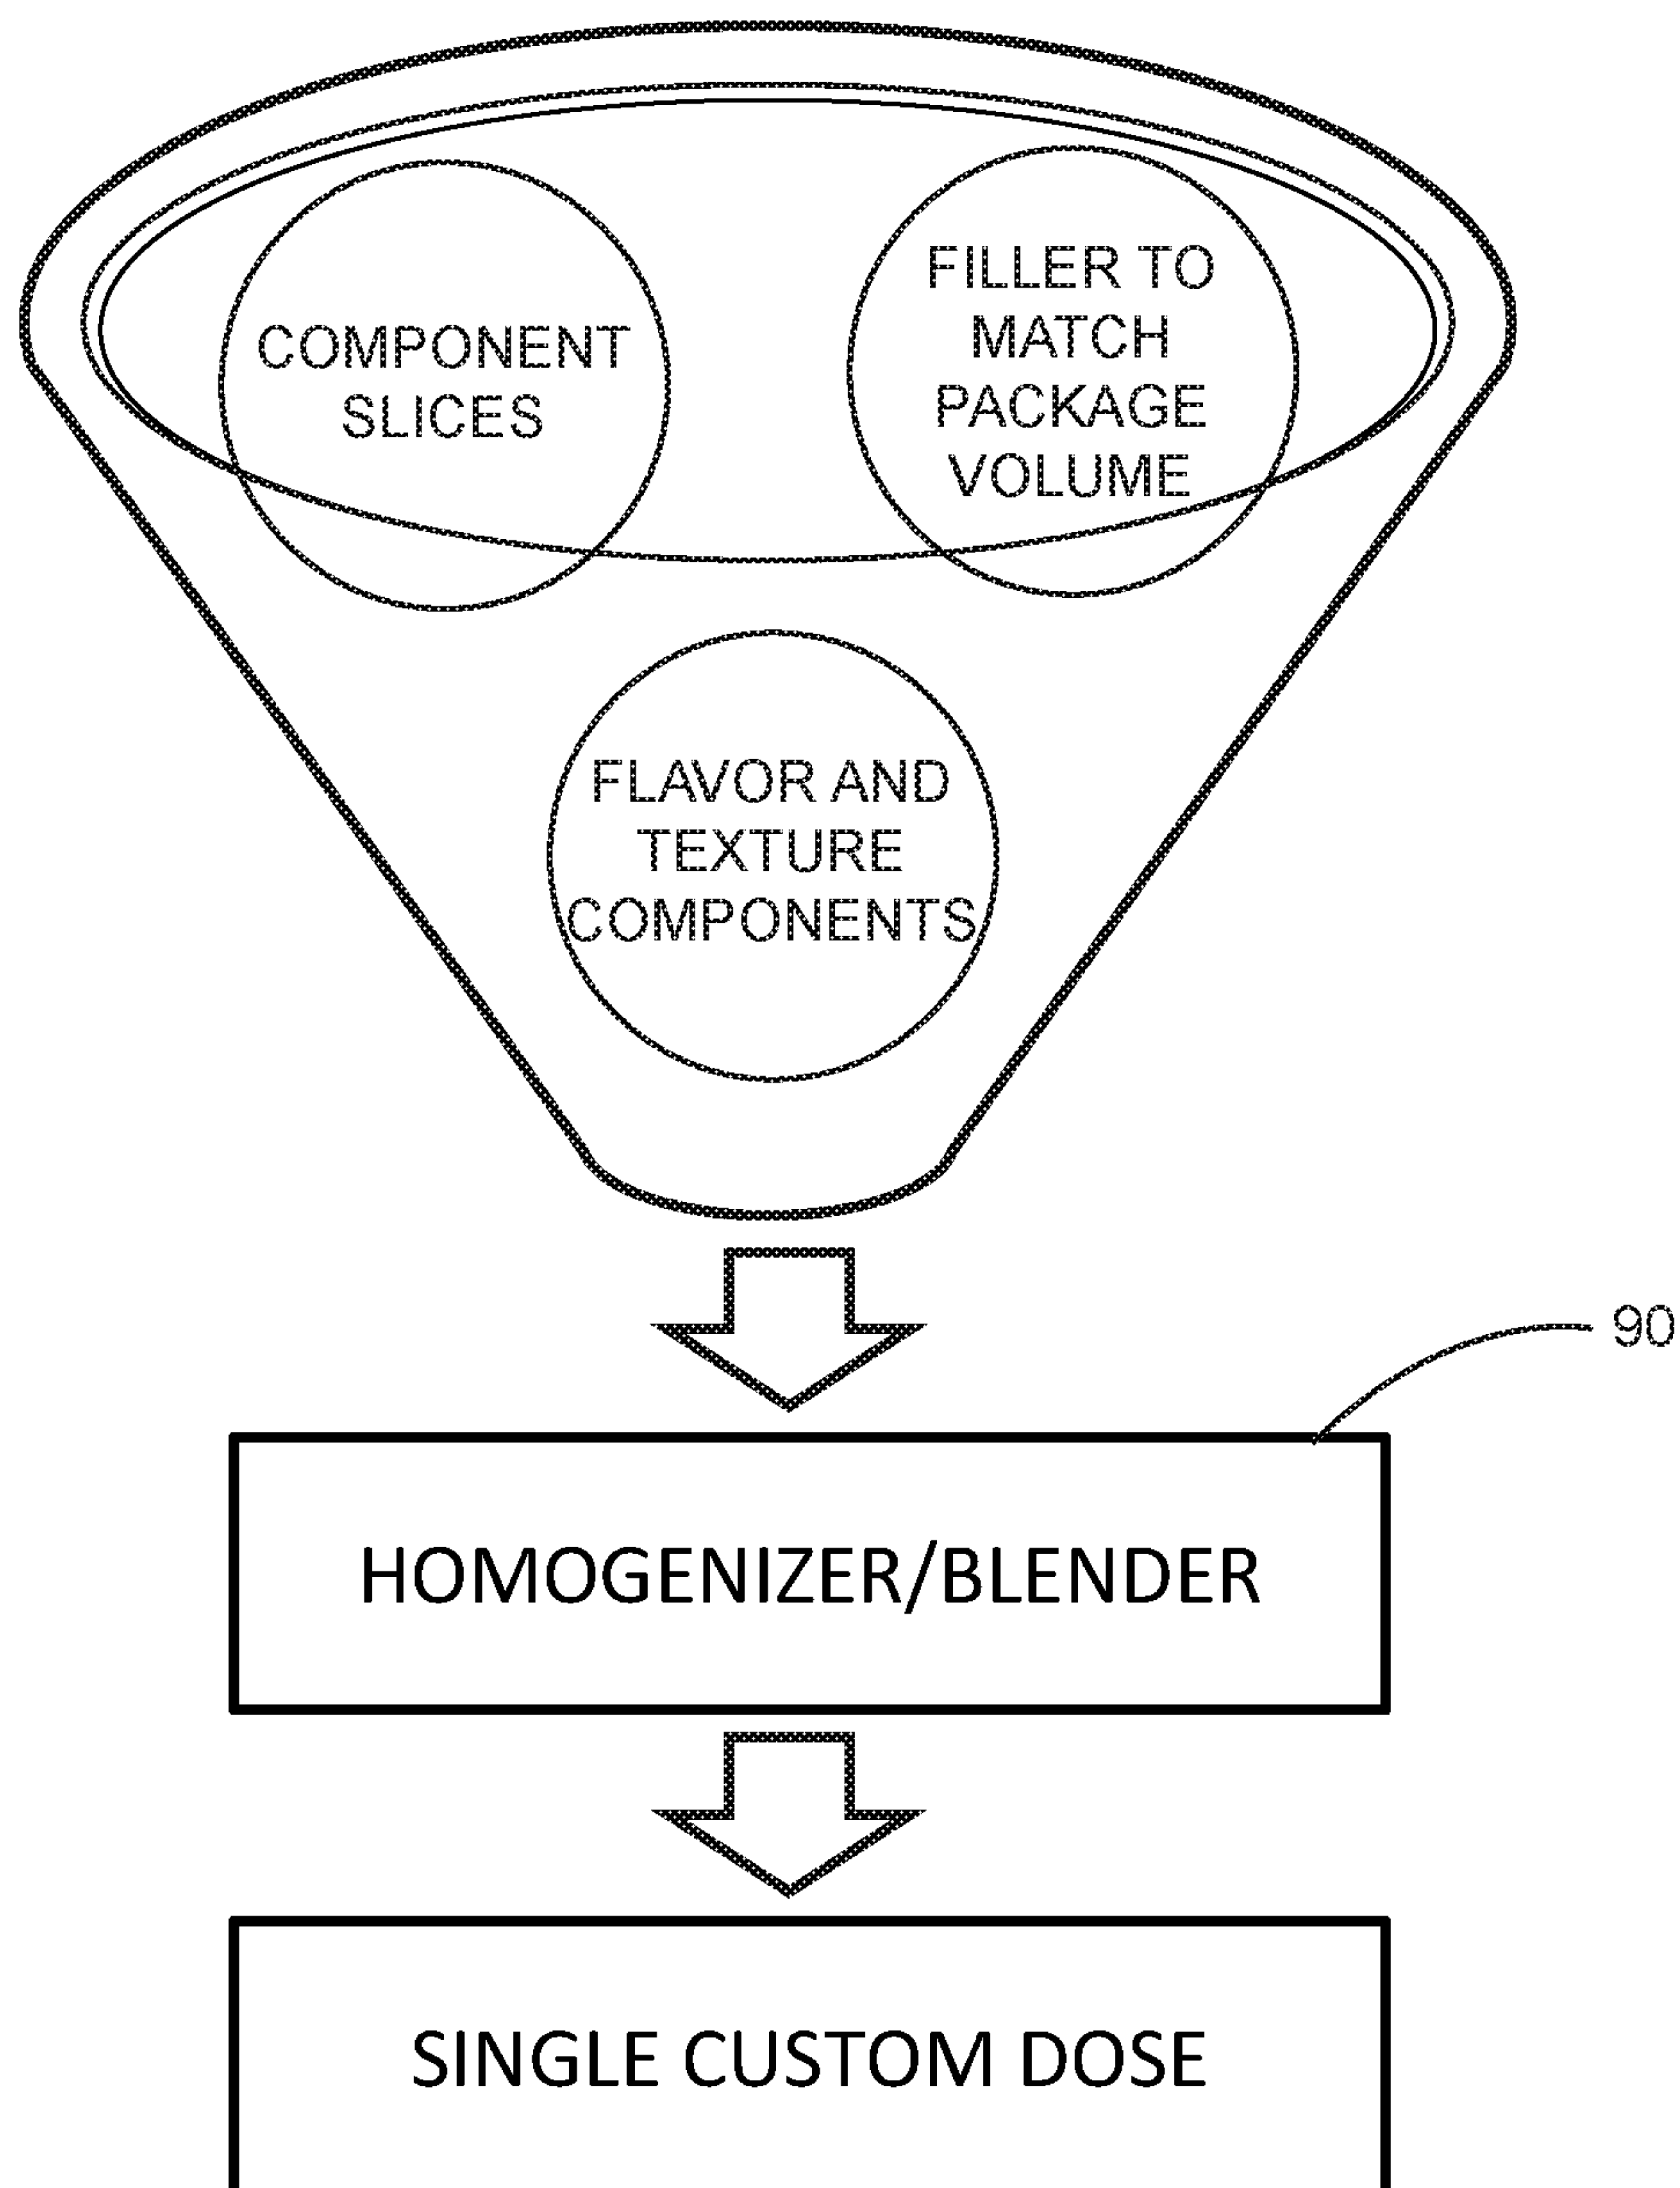 COMPONENT
SLICES
FILLER TO
MATCH
PACKAGE
VOLUME
FLAVOR AND
TEXTURE
COMPONENTS
90
HOMOGENIZER/BLENDER
SINGLE CUSTOM DOSE